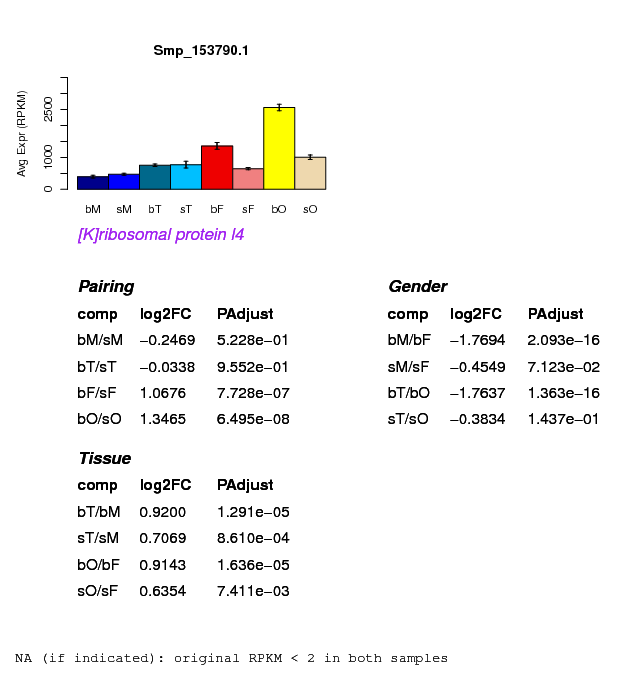 Smp_153790.1
Avg Expr (RPKM)
2500
1000
0
bM sM bT sT bF sF bO sO
[K]ribosomal protein l4
Pairing
comp log2FC PAdjust
bM/sM −0.2469 5.228e−01
bT/sT −0.0338 9.552e−01
bF/sF 1.0676 7.728e−07
bO/sO 1.3465 6.495e−08
Gender
comp log2FC PAdjust
bM/bF −1.7694 2.093e−16
sM/sF −0.4549 7.123e−02
bT/bO −1.7637 1.363e−16
sT/sO −0.3834 1.437e−01
Tissue
comp log2FC PAdjust
bT/bM 0.9200 1.291e−05
sT/sM 0.7069 8.610e−04
bO/bF 0.9143 1.636e−05
sO/sF 0.6354 7.411e−03
NA (if indicated): original RPKM < 2 in both samples